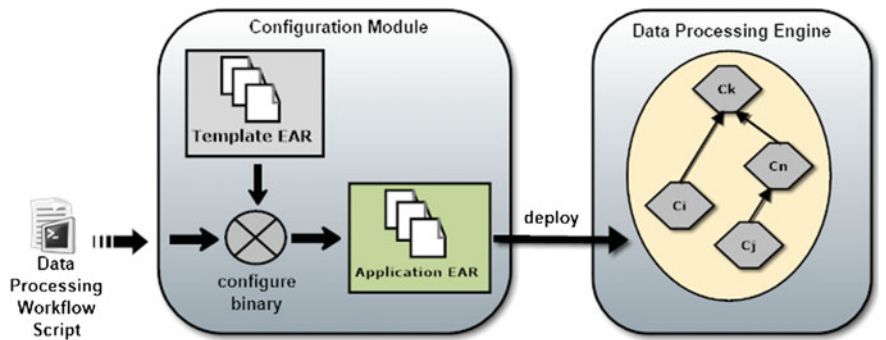 Configuration Module
Template EAR
configure
binary
Application EAR
Data
Processing
Workflow
Script
deploy
Data Processing Engine
Ck
Cn
Ci
Cj